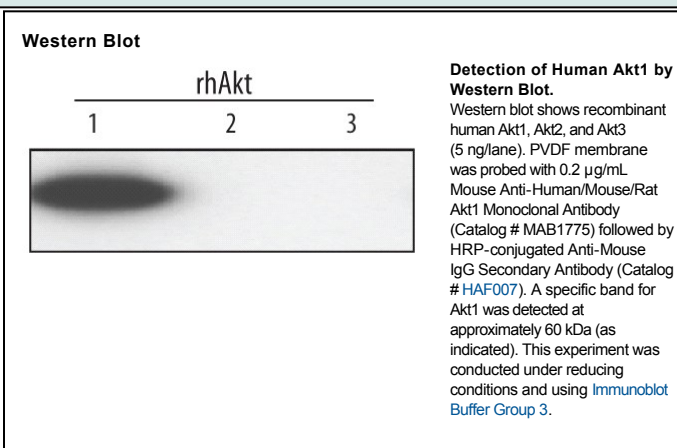 Western Blot
rhAkt
1 2 3
Detection of Human Akt1 by
Western Blot.
Western blot shows recombinant
human Akt1, Akt2, and Akt3
(5 ng/lane). PVDF membrane
was probed with 0.2 µg/mL
Mouse Anti-Human/Mouse/Rat
Akt1 Monoclonal Antibody
(Catalog # MAB1775) followed by
HRP-conjugated Anti-Mouse
IgG Secondary Antibody (Catalog
# HAF007). A specific band for
Akt1 was detected at
approximately 60 kDa (as
indicated). This experiment was
conducted under reducing
conditions and using Immunoblot
Buffer Group 3.